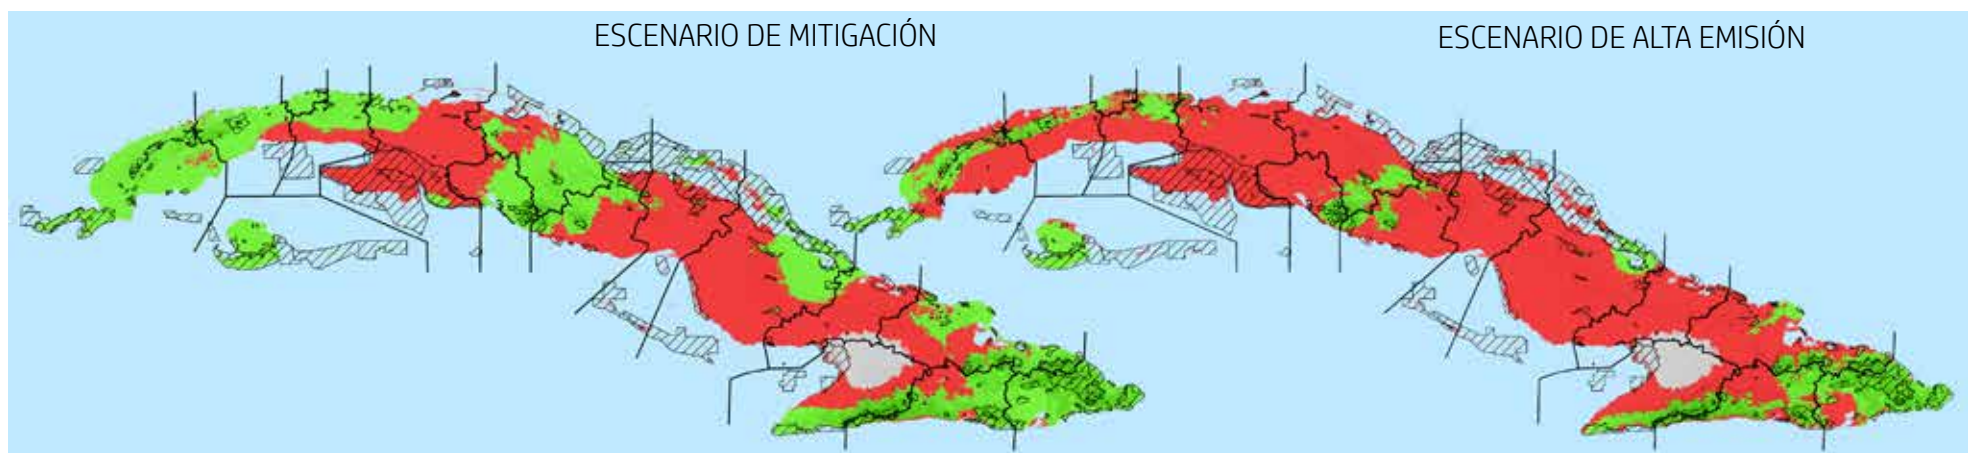 ESCENARIO DE MITIGACIÓN
ESCENARIO DE ALTA EMISIÓN